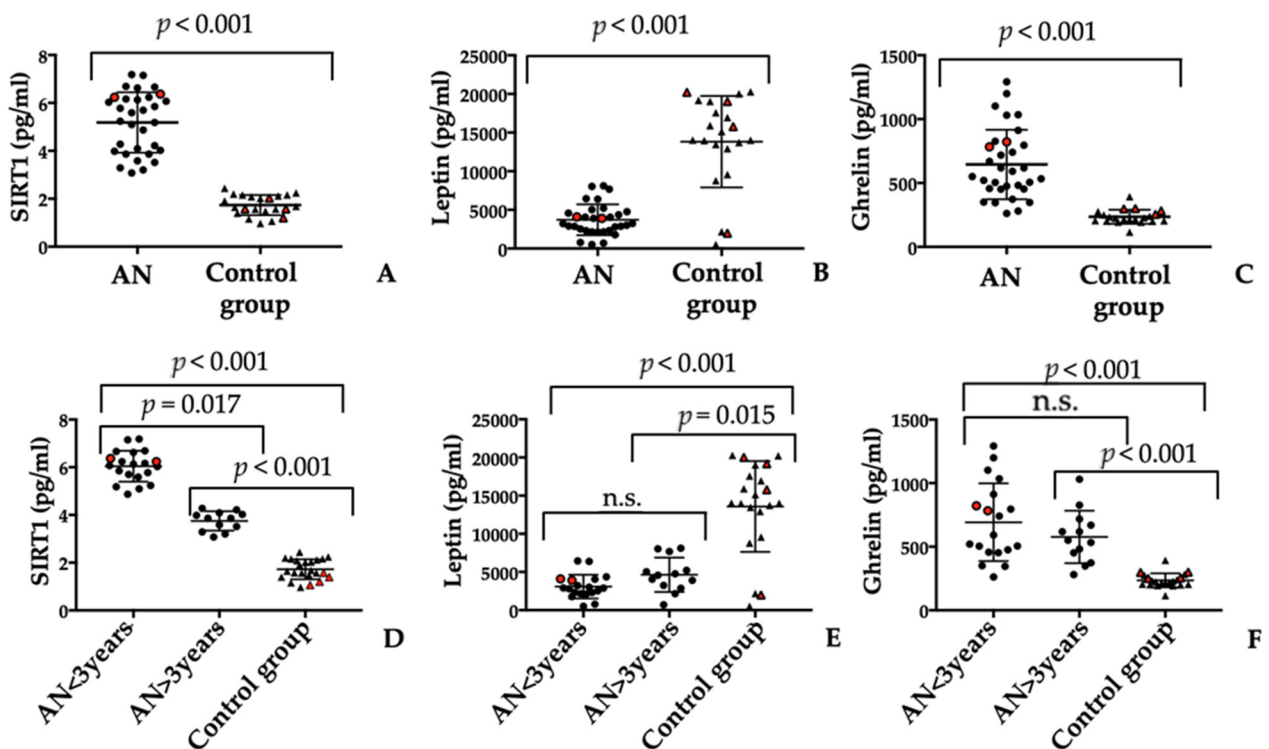 p < 0.001
SIRT1 (pg/ml)
8
6
4
2
0
AN
Control
group
A
p < 0.001
Leptin (pg/ml)
25000
20000
15000
10000
5000
0
AN
Control
group
B
p < 0.001
Ghrelin (pg/ml)
1500
1000
500
0
AN
Control
group
C
p < 0.001
p = 0.017
p < 0.001
SIRT1 (pg/ml)
8
6
4
2
0
AN<3years
AN>3years
Control group
D
p < 0.001
p = 0.015
n.s.
Leptin (pg/ml)
25000
20000
15000
10000
5000
0
AN<3years
AN>3years
Control group
E
p < 0.001
n.s.
p < 0.001
Ghrelin (pg/ml)
1500
1000
500
0
AN<3years
AN>3years
Control group
F